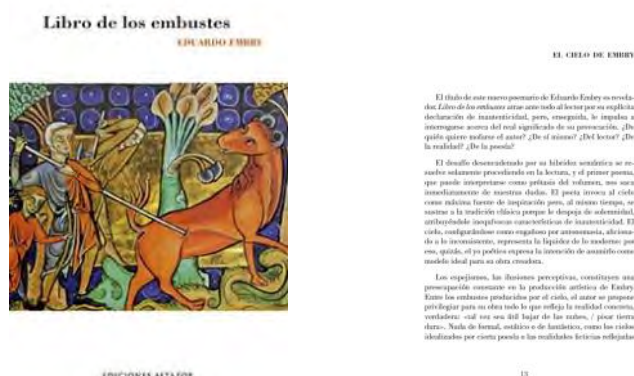 Libro de los embustes
EDUARDO EMBRY
EDICIONES ALTAZOR
EL CIELO DE EMBRY
El título de este nuevo poemario de Eduardo Embry es revela-
dor. Libro de los embustes atrae ante todo al lector por su explícita
declaración de inautenticidad, pero, enseguida, le impulsa a
interrogarse acerca del real significado de su provocación. ¿De
quién quiere mofarse el autor? ¿De sí mismo? ¿Del lector? ¿De
la realidad? ¿De la poesía?
El desafío desencadenado por su hibridez semántica se re-
suelve solamente procediendo en la lectura, y el primer poema,
que puede interpretarse como prótasis del volumen, nos saca
inmediatamente de nuestras dudas. El poeta invoca al cielo
como máxima fuente de inspiración pero, al mismo tiempo, se
sustrae a la tradición clásica porque le despoja de solemnidad,
atribuyéndole inequívocas características de inautenticidad. El
cielo, configurándose como engañoso por antonomasia, aficiona-
do a lo inconsistente, representa la liquidez de lo moderno: por
eso, quizás, el yo poético expresa la intención de asumirlo como
modelo ideal para su obra creadora.
Los espejismos, las ilusiones perceptivas, constituyen una
preocupación constante en la producción artística de Embry.
Entre los embustes producidos por el cielo, el autor se propone
privilegiar para su obra todo lo que refleja la realidad concreta,
verdadera: «tal vez sea útil bajar de las nubes, / pisar tierra
dura». Nada de formal, estático o de fantástico, como los cielos
idealizados por cierta poesía o las realidades ficticias reflejadas
13